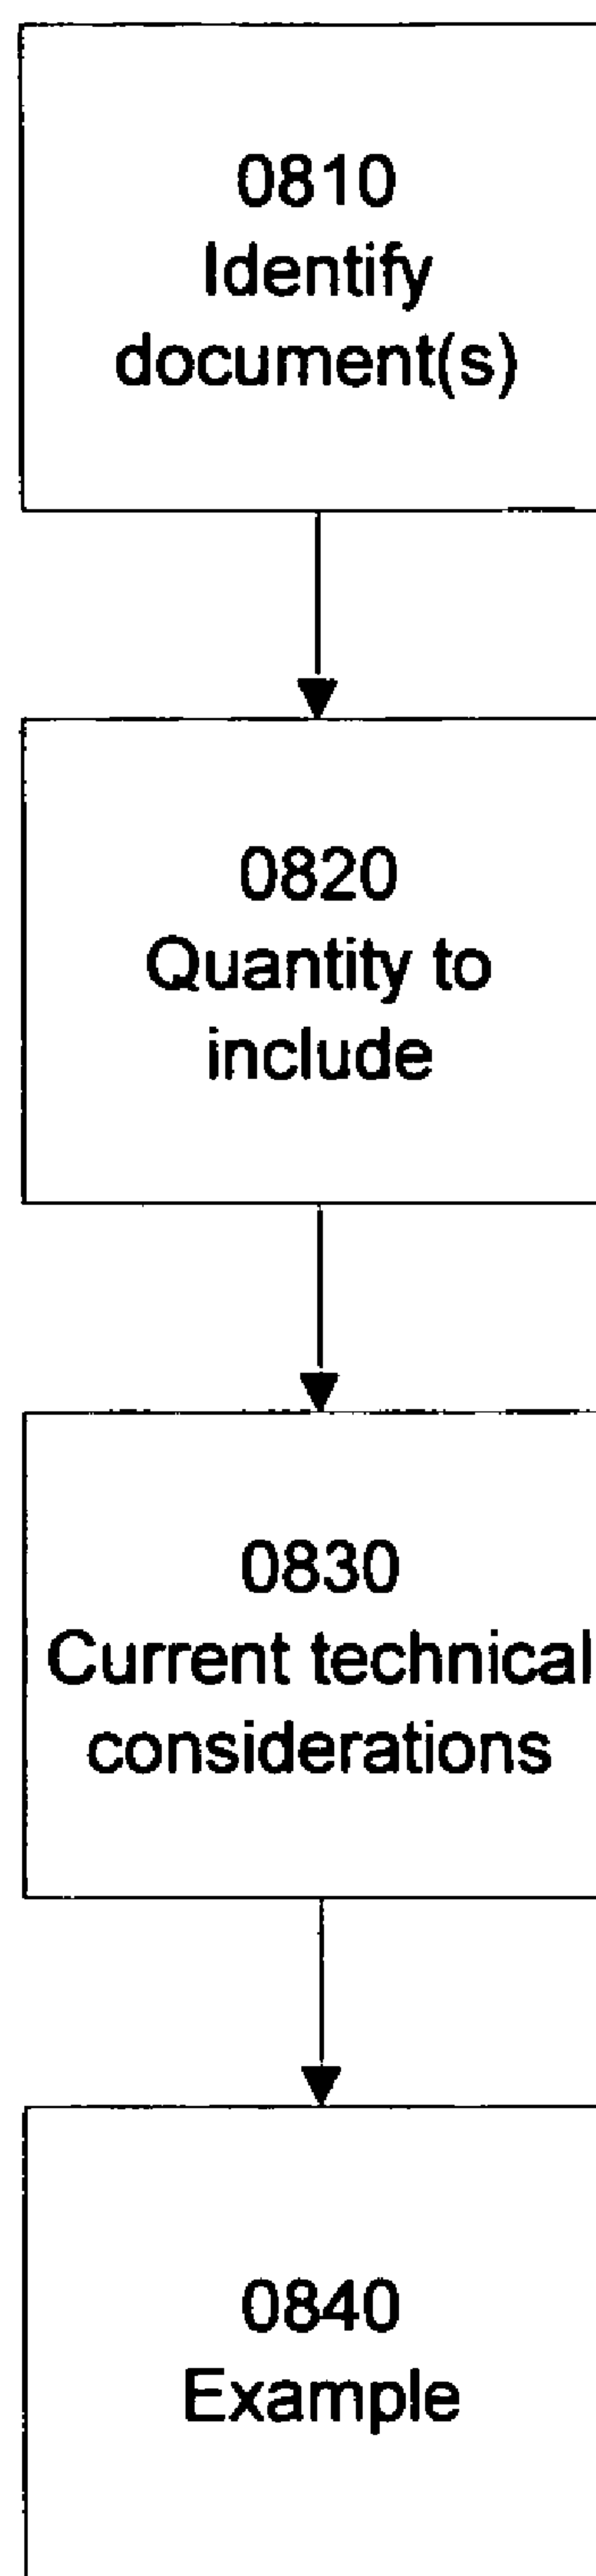 0810
Identify
document(s)
0820
Quantity to
include
0830
Current technical
considerations
0840
Example